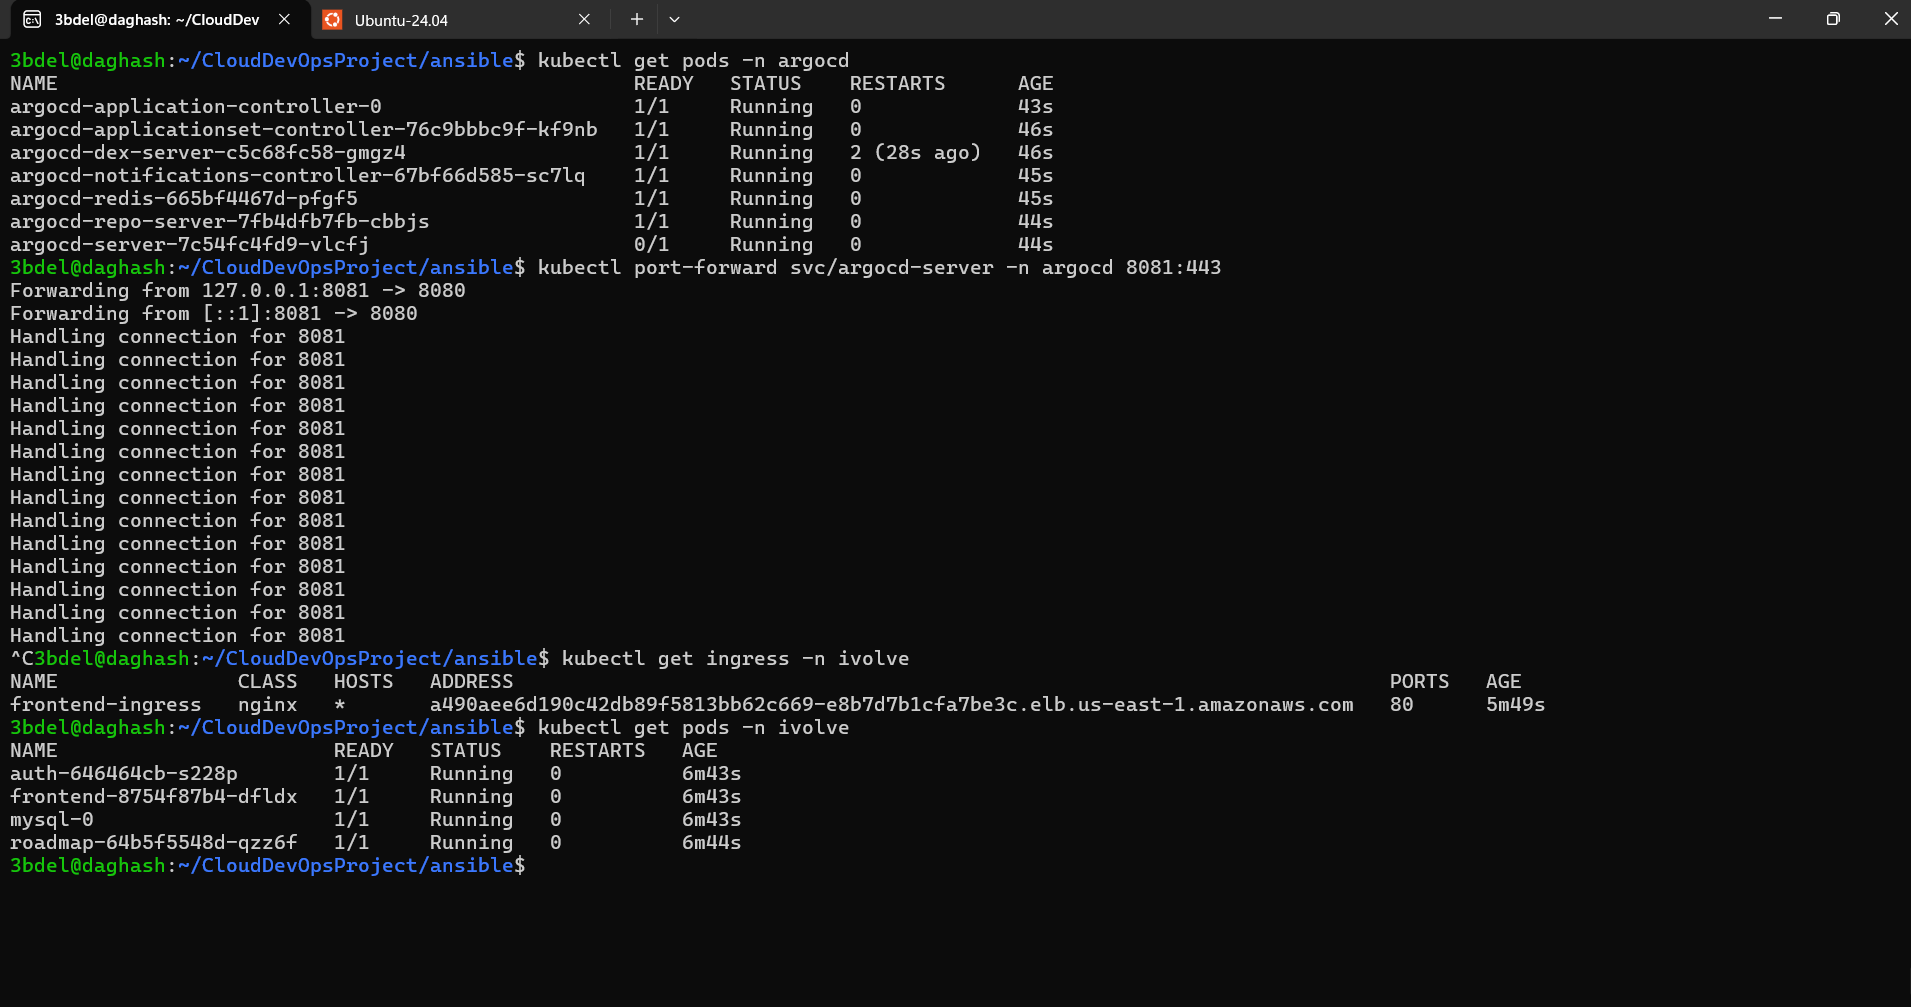 3bdel@daghash: ~/CloudDev
Ubuntu-24.04
3bdel@daghash:~/CloudDevOpsProject/ansible$ kubectl get pods -n argocd
NAME READY STATUS RESTARTS AGE
argocd-application-controller-0 1/1 Running 0 43s
argocd-applicationset-controller-76c9bbbc9f-kf9nb 1/1 Running 0 46s
argocd-dex-server-c5c68fc58-gmgz4 1/1 Running 2 (28s ago) 46s
argocd-notifications-controller-67bf66d585-sc7lq 1/1 Running 0 45s
argocd-redis-665bf4467d-pfgf5 1/1 Running 0 45s
argocd-repo-server-7fb4dfb7fb-cbbjs 1/1 Running 0 44s
argocd-server-7c54fc4fd9-vlcfj 0/1 Running 0 44s
3bdel@daghash:~/CloudDevOpsProject/ansible$ kubectl port-forward svc/argocd-server -n argocd 8081:443
Forwarding from 127.0.0.1:8081 -> 8080
Forwarding from [::1]:8081 -> 8080
Handling connection for 8081
Handling connection for 8081
Handling connection for 8081
Handling connection for 8081
Handling connection for 8081
Handling connection for 8081
Handling connection for 8081
Handling connection for 8081
Handling connection for 8081
Handling connection for 8081
Handling connection for 8081
Handling connection for 8081
Handling connection for 8081
Handling connection for 8081
^C3bdel@daghash:~/CloudDevOpsProject/ansible$ kubectl get ingress -n ivolve
NAME CLASS HOSTS ADDRESS PORTS AGE
frontend-ingress nginx * a490aee6d190c42db89f5813bb62c669-e8b7d7b1cfa7be3c.elb.us-east-1.amazonaws.com 80 5m49s
3bdel@daghash:~/CloudDevOpsProject/ansible$ kubectl get pods -n ivolve
NAME READY STATUS RESTARTS AGE
auth-646464cb-s228p 1/1 Running 0 6m43s
frontend-8754f87b4-dfldx 1/1 Running 0 6m43s
mysql-0 1/1 Running 0 6m43s
roadmap-64b5f5548d-qzz6f 1/1 Running 0 6m44s
3bdel@daghash:~/CloudDevOpsProject/ansible$